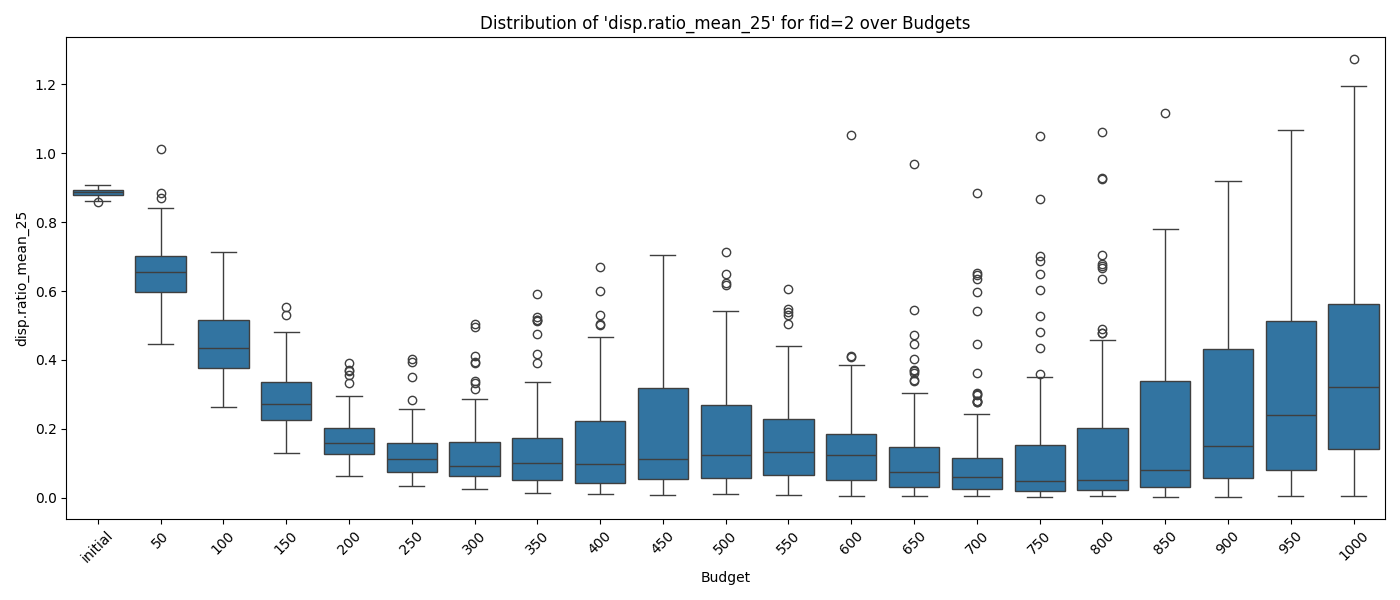 Distribution of 'disp.ratio_mean_25' for fid=2 over Budgets
disp.ratio_mean_25
1.2
1.0
0.8
0.6
0.4
0.2
0.0
initial 50 100 150 200 250 300 350 400 450 500 550 600 650 700 750 800 850 900 950 1000
Budget